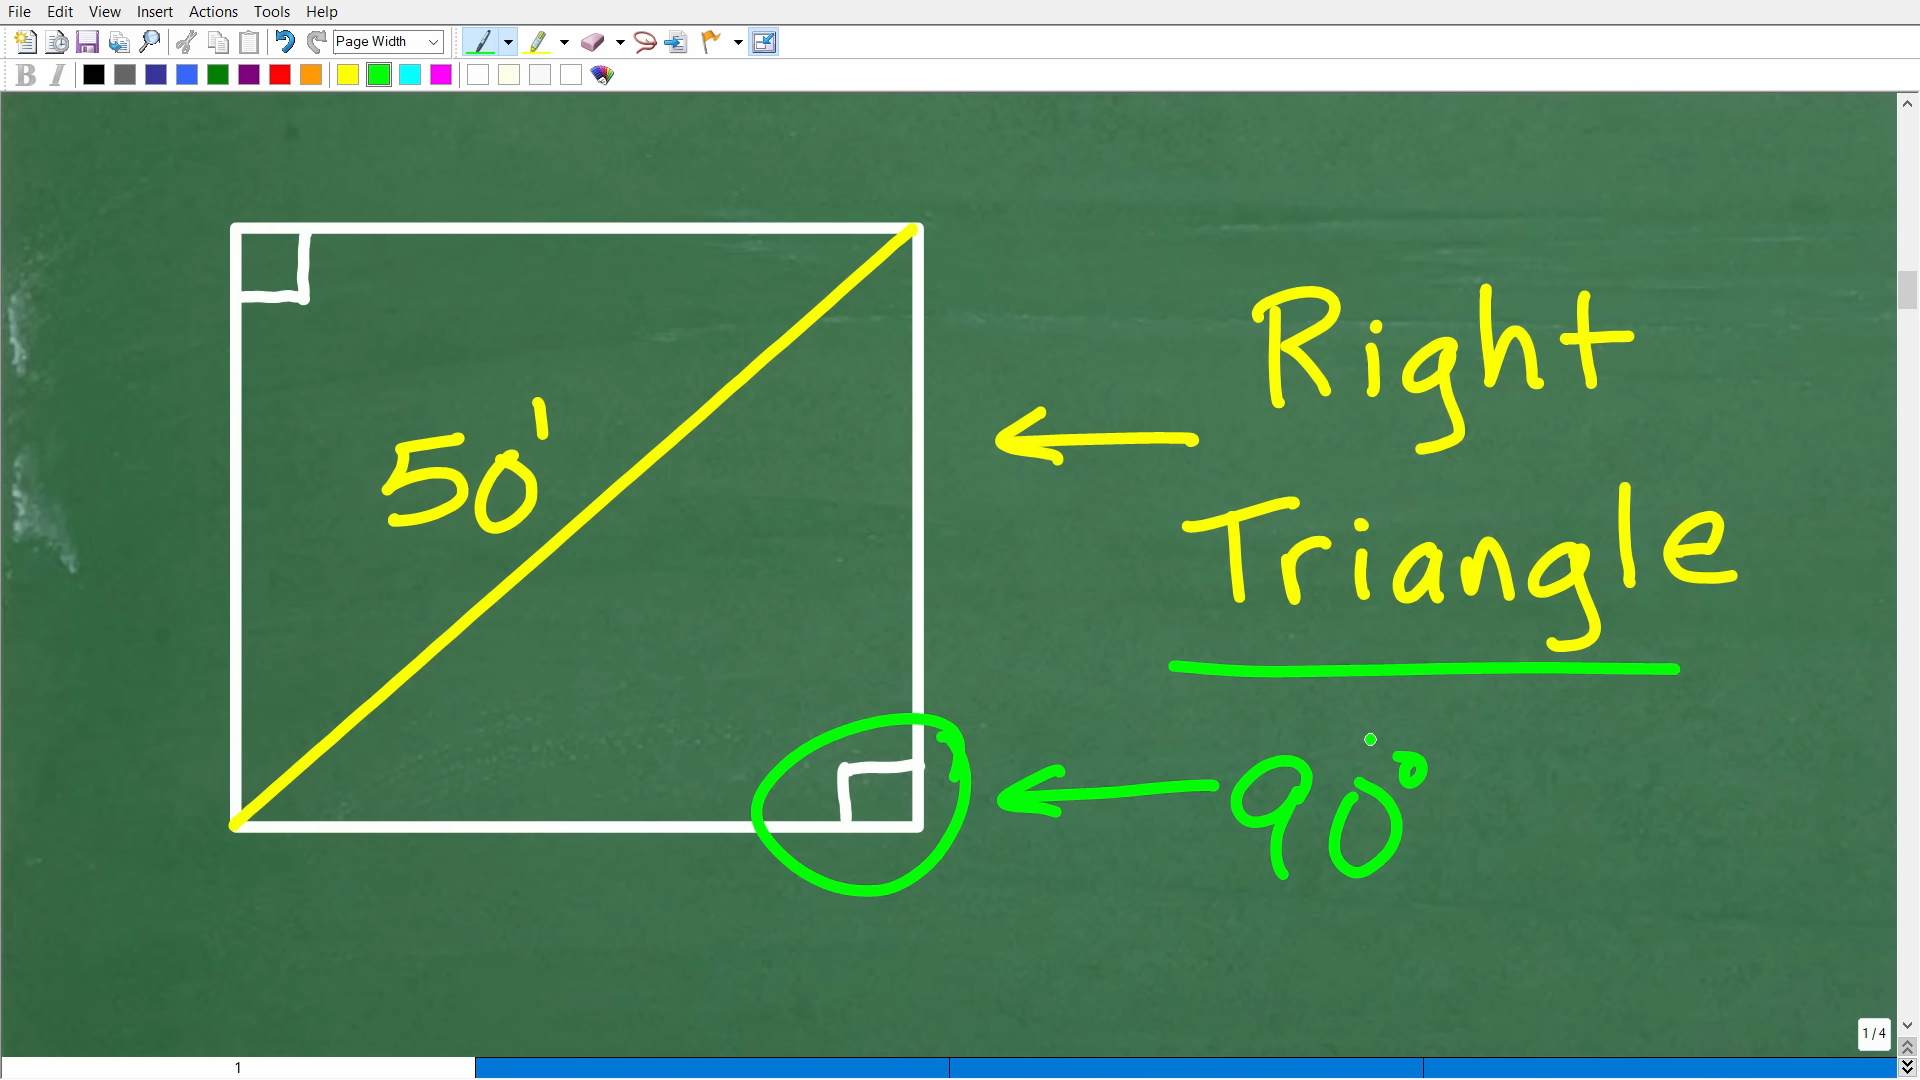 File Edit View Insert Actions Tools Help
Page Width
B I
50'
Right
Triangle
90°
1 / 4
1